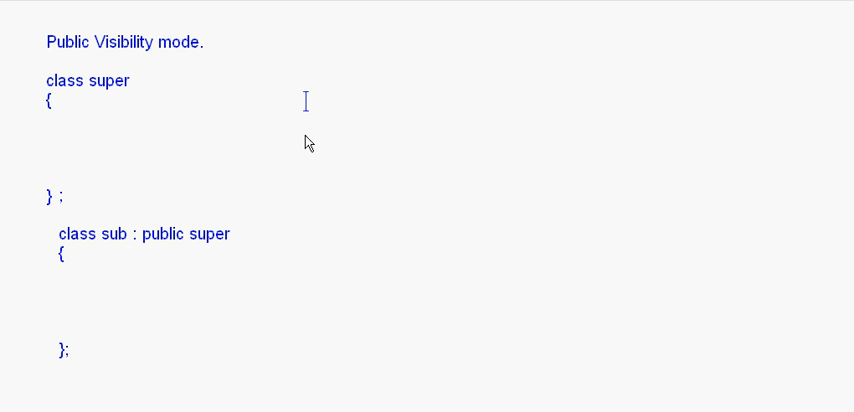 Public Visibility mode.
class super
{
} ;
class sub : public super
{
};